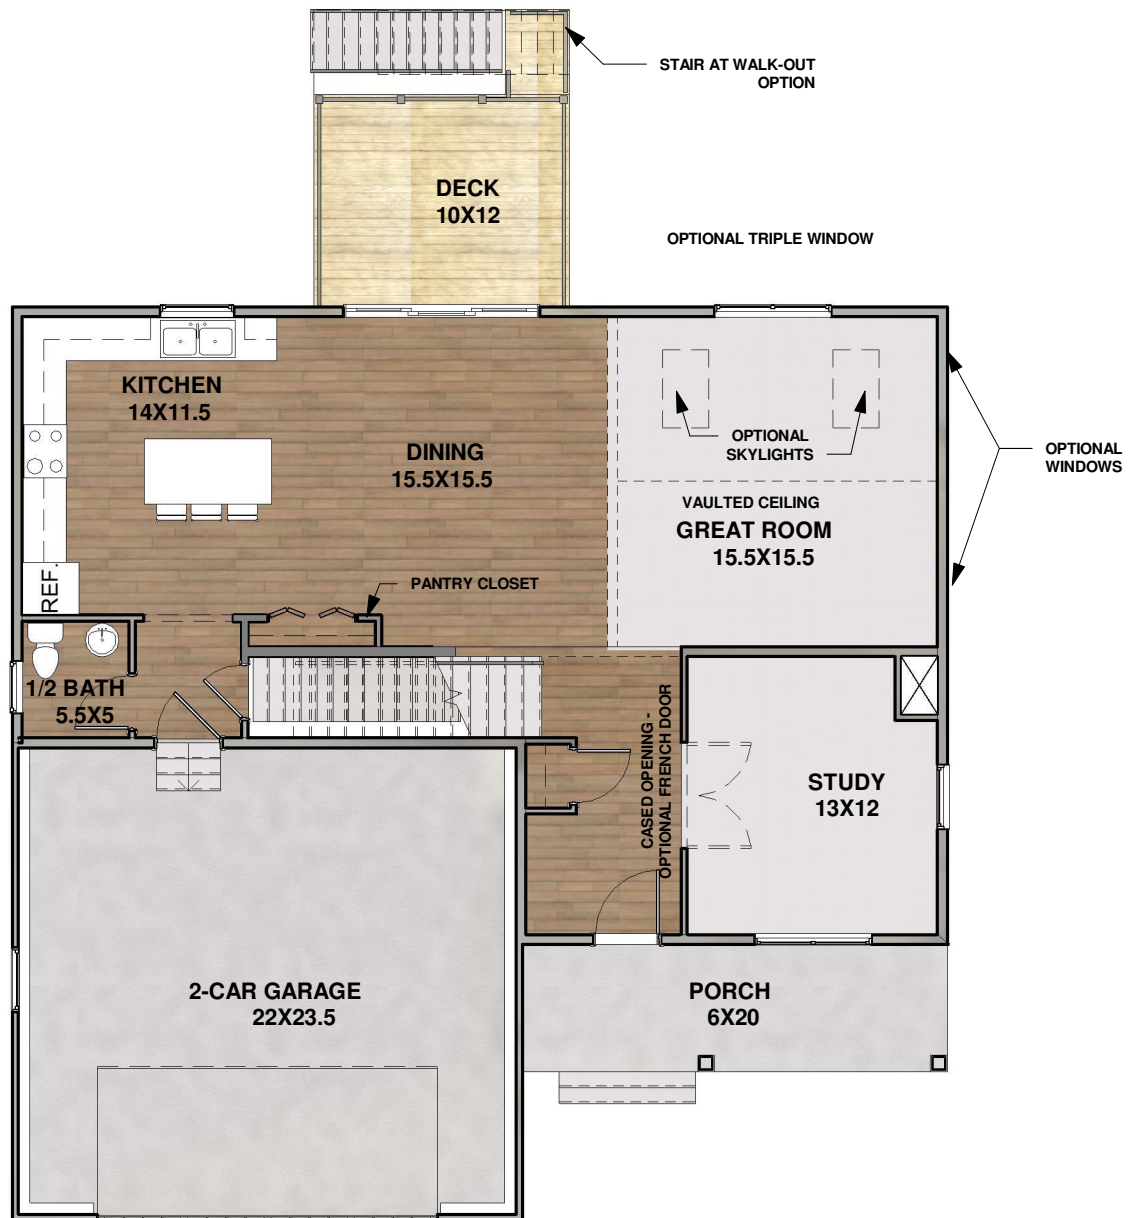 STAIR AT WALK-OUT
OPTION
DECK
10X12
OPTIONAL TRIPLE WINDOW
KITCHEN
14X11.5
DINING
15.5X15.5
OPTIONAL
SKYLIGHTS
OPTIONAL
WINDOWS
VAULTED CEILING
GREAT ROOM
15.5X15.5
REF.
PANTRY CLOSET
1/2 BATH
5.5X5
CASED OPENING -
OPTIONAL FRENCH DOOR
STUDY
13X12
2-CAR GARAGE
22X23.5
PORCH
6X20